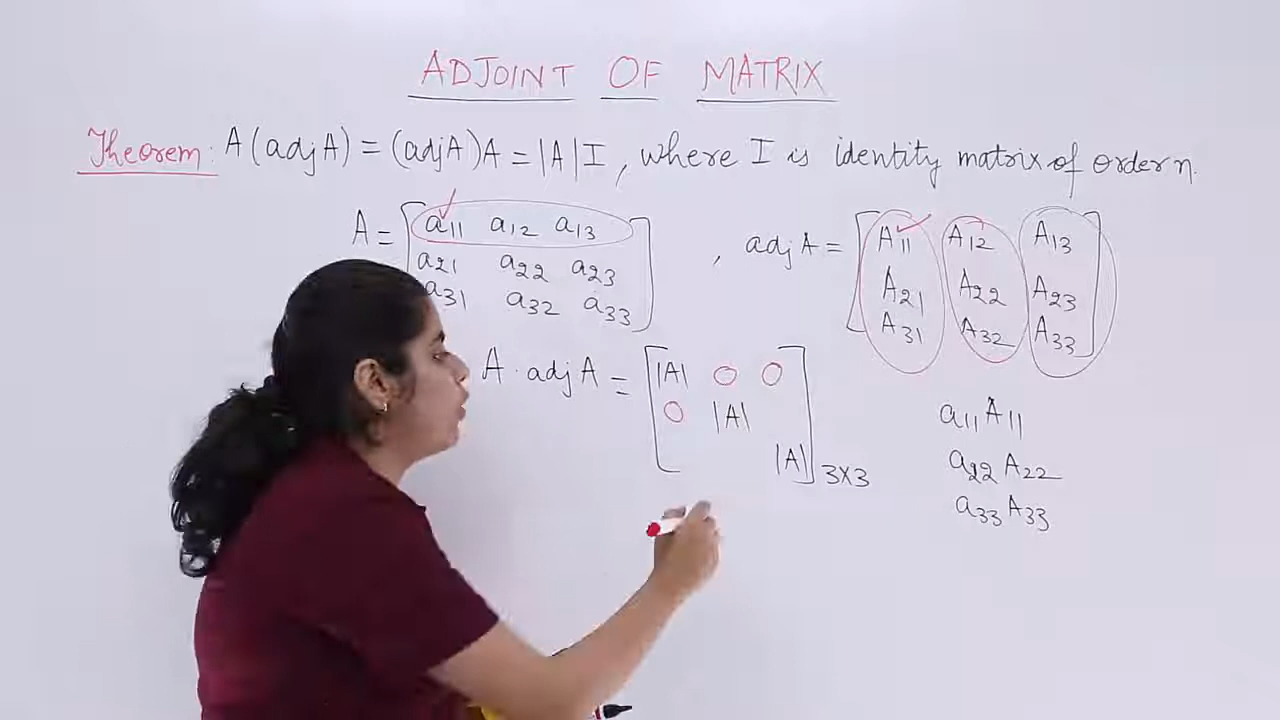 ADJOINT OF MATRIX
Theorem: A(adjA) = (adjA)A = |A|I, where I is identity matrix of order n.
A = [a11 a12 a13
a21 a22 a23
a31 a32 a33]
, adjA = [A11 A12 A13
A21 A22 A23
A31 A32 A33]
A·adjA = [|A| 0 0
0 |A|
|A|] 3x3
a11A11
a22A22
a33A33